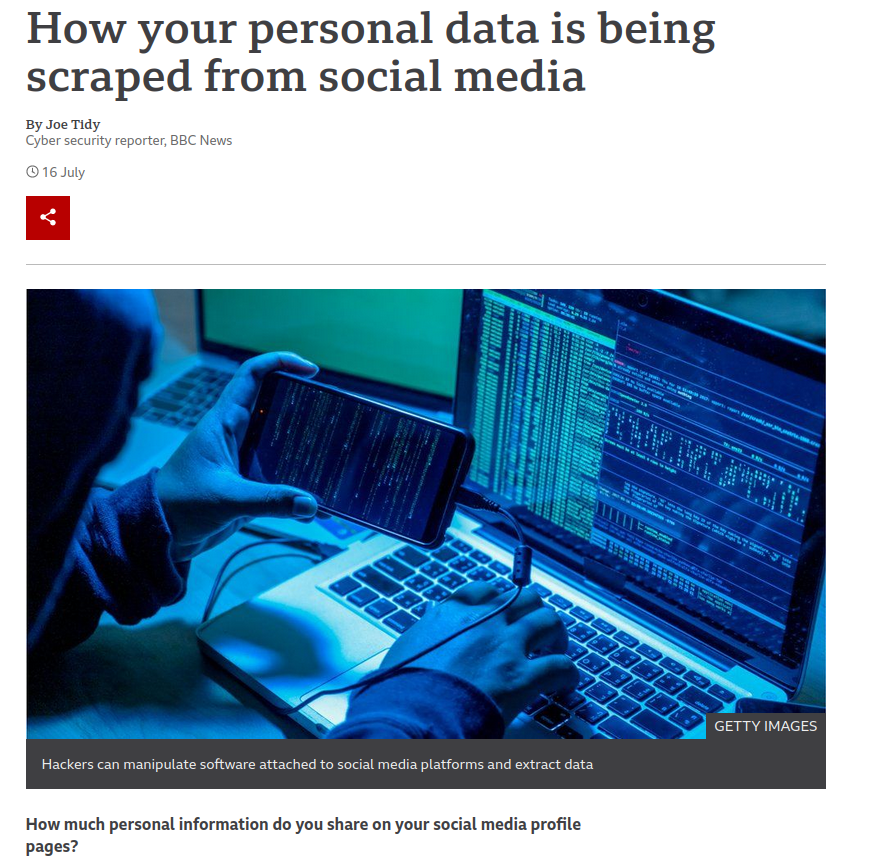 How your personal data is being
scraped from social media
By Joe Tidy
Cyber security reporter, BBC News
16 July
GETTY IMAGES
Hackers can manipulate software attached to social media platforms and extract data
How much personal information do you share on your social media profile
pages?